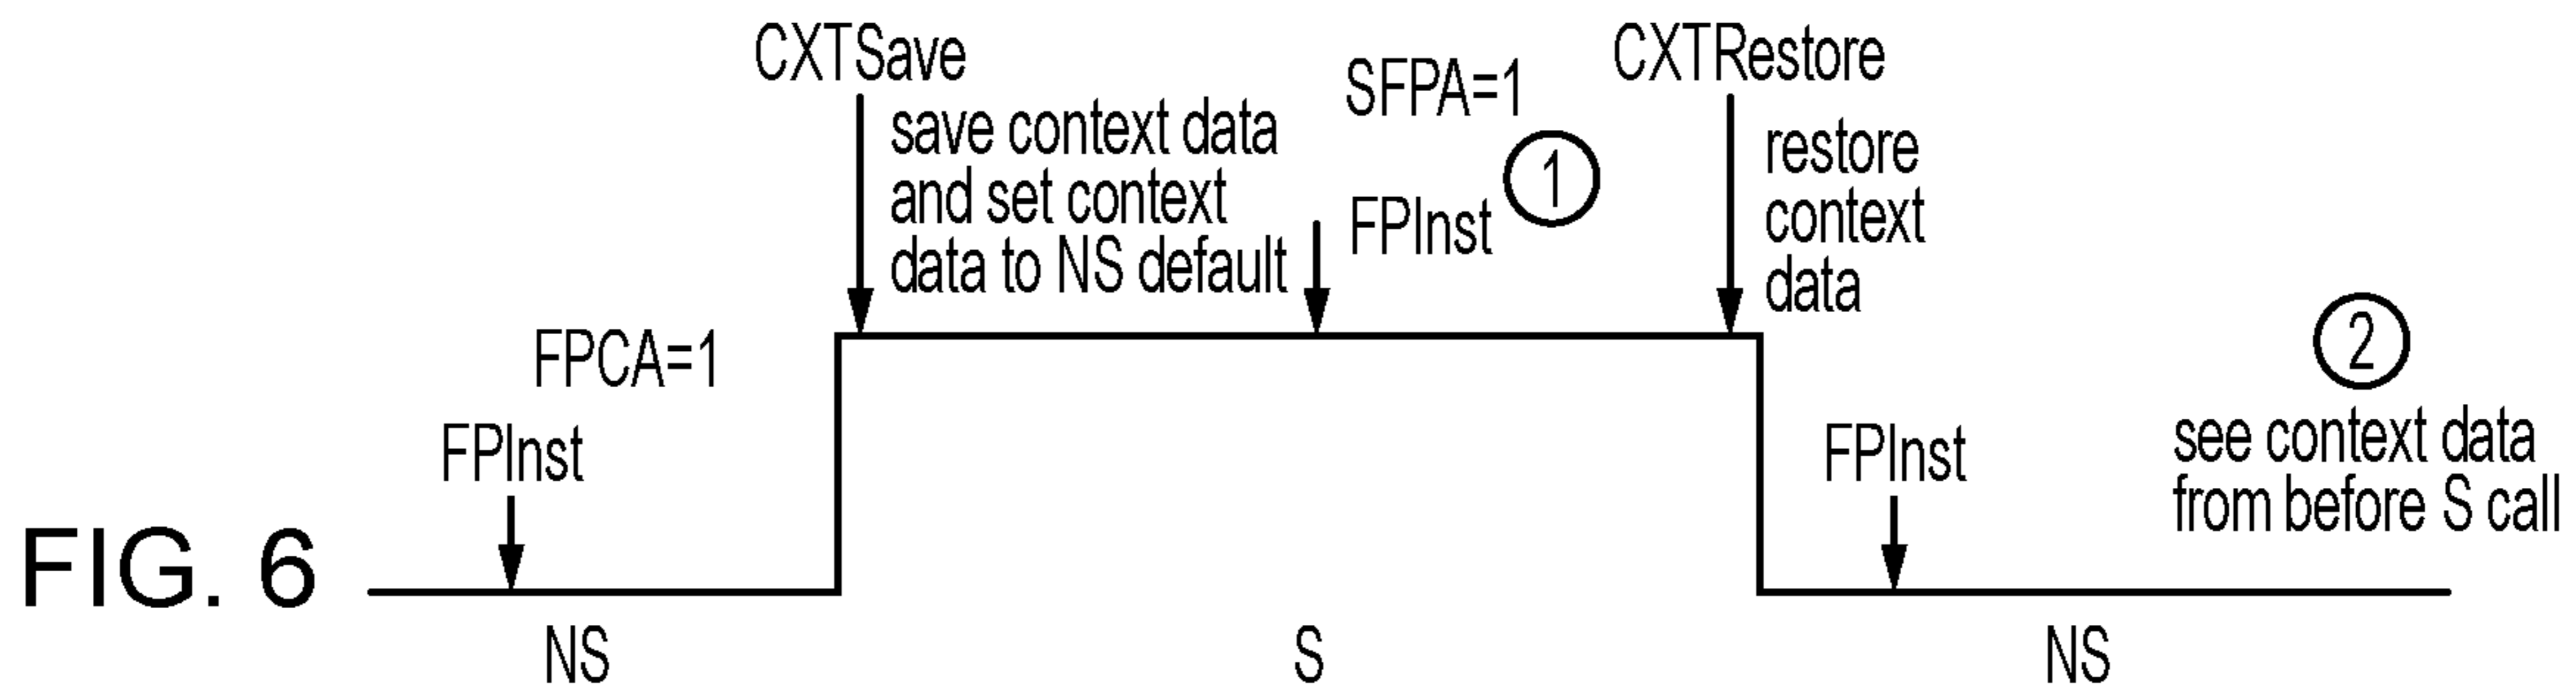 CXTSave
save context data
and set context
data to NS default
SFPA=1
1
FPInst
CXTRestore
restore
context
data
FPCA=1
FPInst
FPInst
2
see context data
from before S call
FIG. 6
NS
S
NS